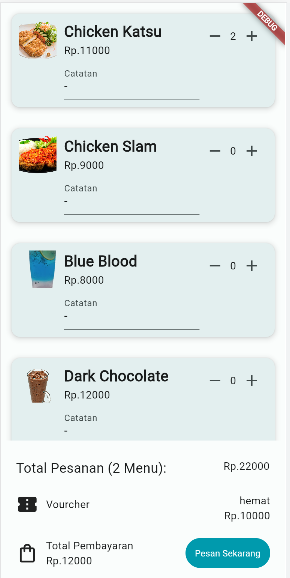 DEBUG
Chicken Katsu
Rp.11000
- 2 +
Catatan
-
Chicken Slam
Rp.9000
- 0 +
Catatan
-
Blue Blood
Rp.8000
- 0 +
Catatan
-
Dark Chocolate
Rp.12000
- 0 +
Catatan
-
Total Pesanan (2 Menu):
Rp.22000
Vourcher
hemat
Rp.10000
Total Pembayaran
Rp.12000
Pesan Sekarang